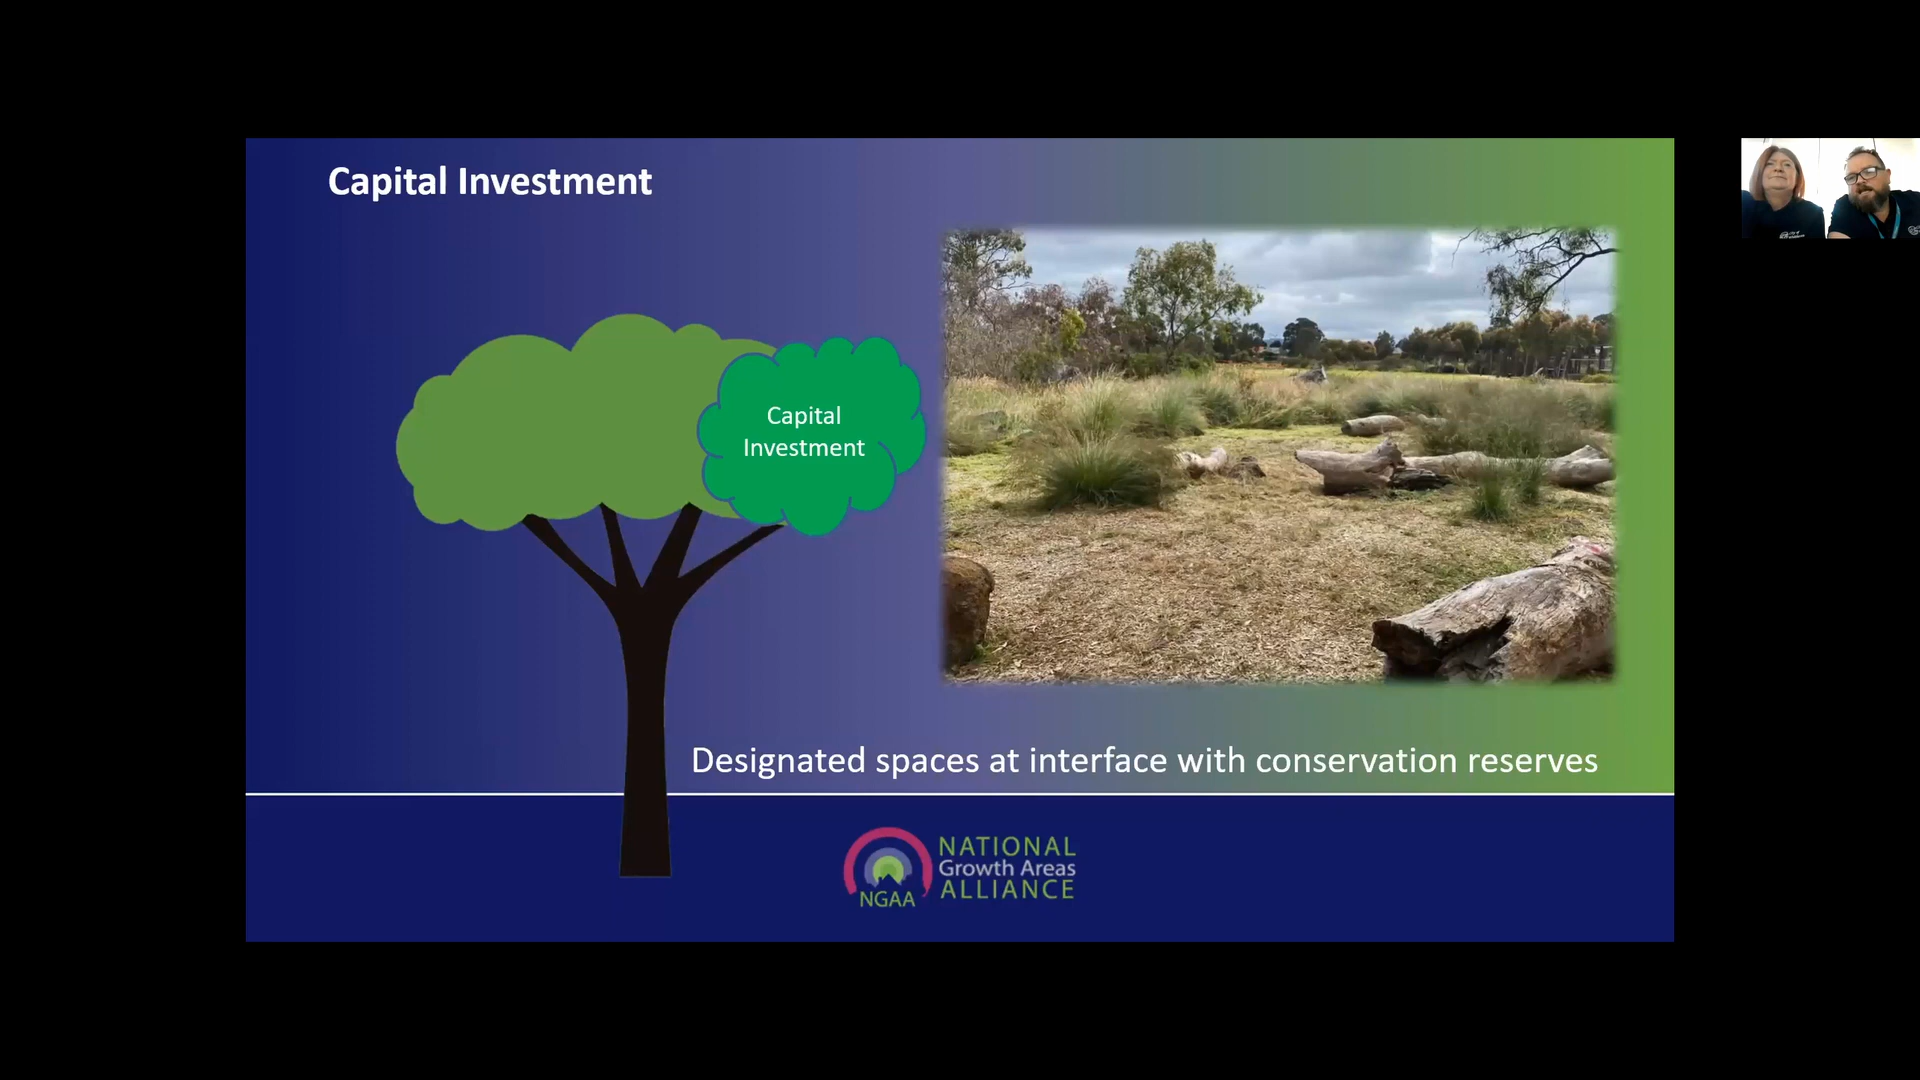 Capital Investment
Capital
Investment
Designated spaces at interface with conservation reserves
NATIONAL
Growth Areas
ALLIANCE
NGAA